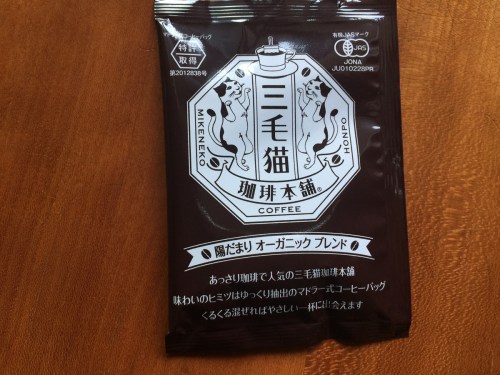 特許
取得
第2012838号
有機JASマーク
JAS
JONA
JU010228PR
三毛猫
MIKENEKO
HONPO
珈琲本舗®
COFFEE
陽だまり オーガニック ブレンド
あっさり珈琲で人気の三毛猫珈琲本舗
味わいのヒミツはゆっくり抽出のマドラー式コーヒーバッグ
くるくる混ぜればやさしい一杯に出会えます